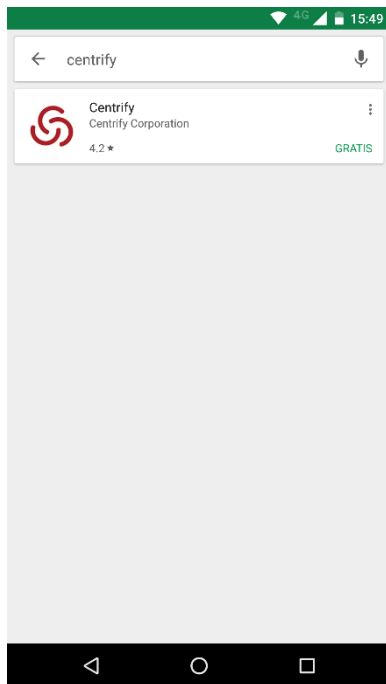 4G 15:49
centrify
Centrify
Centrify Corporation
4.2★ GRATIS